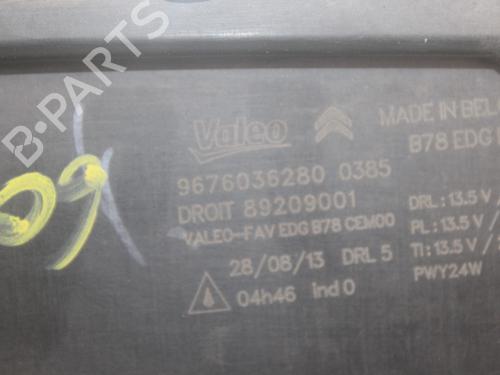 Valeo MADE IN BEL
B78 EDG
9676036280 0385
DROIT 89209001
DRL : 13.5 V
VALEO-FAV EDG B78 CEM00
PL : 13.5 V
28/08/13 DRL 5
TI : 13.5 V
04h46 Ind 0
PWY24W
B-PARTS